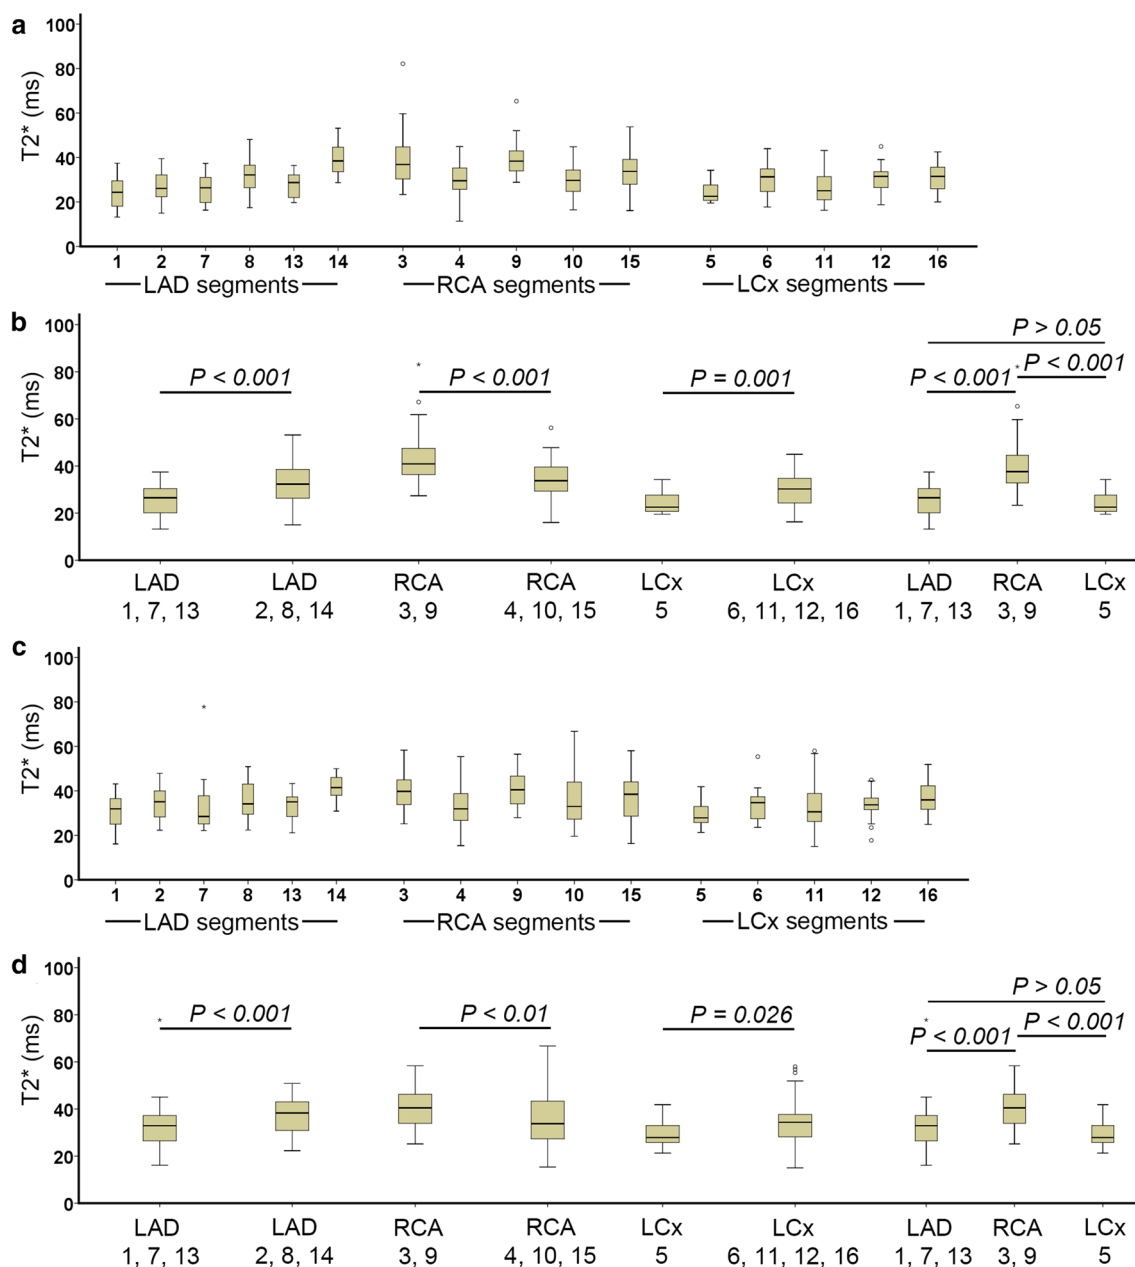 a
T2* (ms)
100
80
60
40
20
0
1 2 7 8 13 14 3 4 9 10 15 5 6 11 12 16
LAD segments RCA segments LCx segments
b
T2* (ms)
100
80
60
40
20
0
P > 0.05
P < 0.001 P < 0.001 P = 0.001 P < 0.001 P < 0.001
LAD LAD RCA RCA LCx LCx LAD RCA LCx
1, 7, 13 2, 8, 14 3, 9 4, 10, 15 5 6, 11, 12, 16 1, 7, 13 3, 9 5
c
T2* (ms)
100
80
60
40
20
0
1 2 7 8 13 14 3 4 9 10 15 5 6 11 12 16
LAD segments RCA segments LCx segments
d
T2* (ms)
100
80
60
40
20
0
P > 0.05
P < 0.001 P < 0.01 P = 0.026 P < 0.001 P < 0.001
LAD LAD RCA RCA LCx LCx LAD RCA LCx
1, 7, 13 2, 8, 14 3, 9 4, 10, 15 5 6, 11, 12, 16 1, 7, 13 3, 9 5